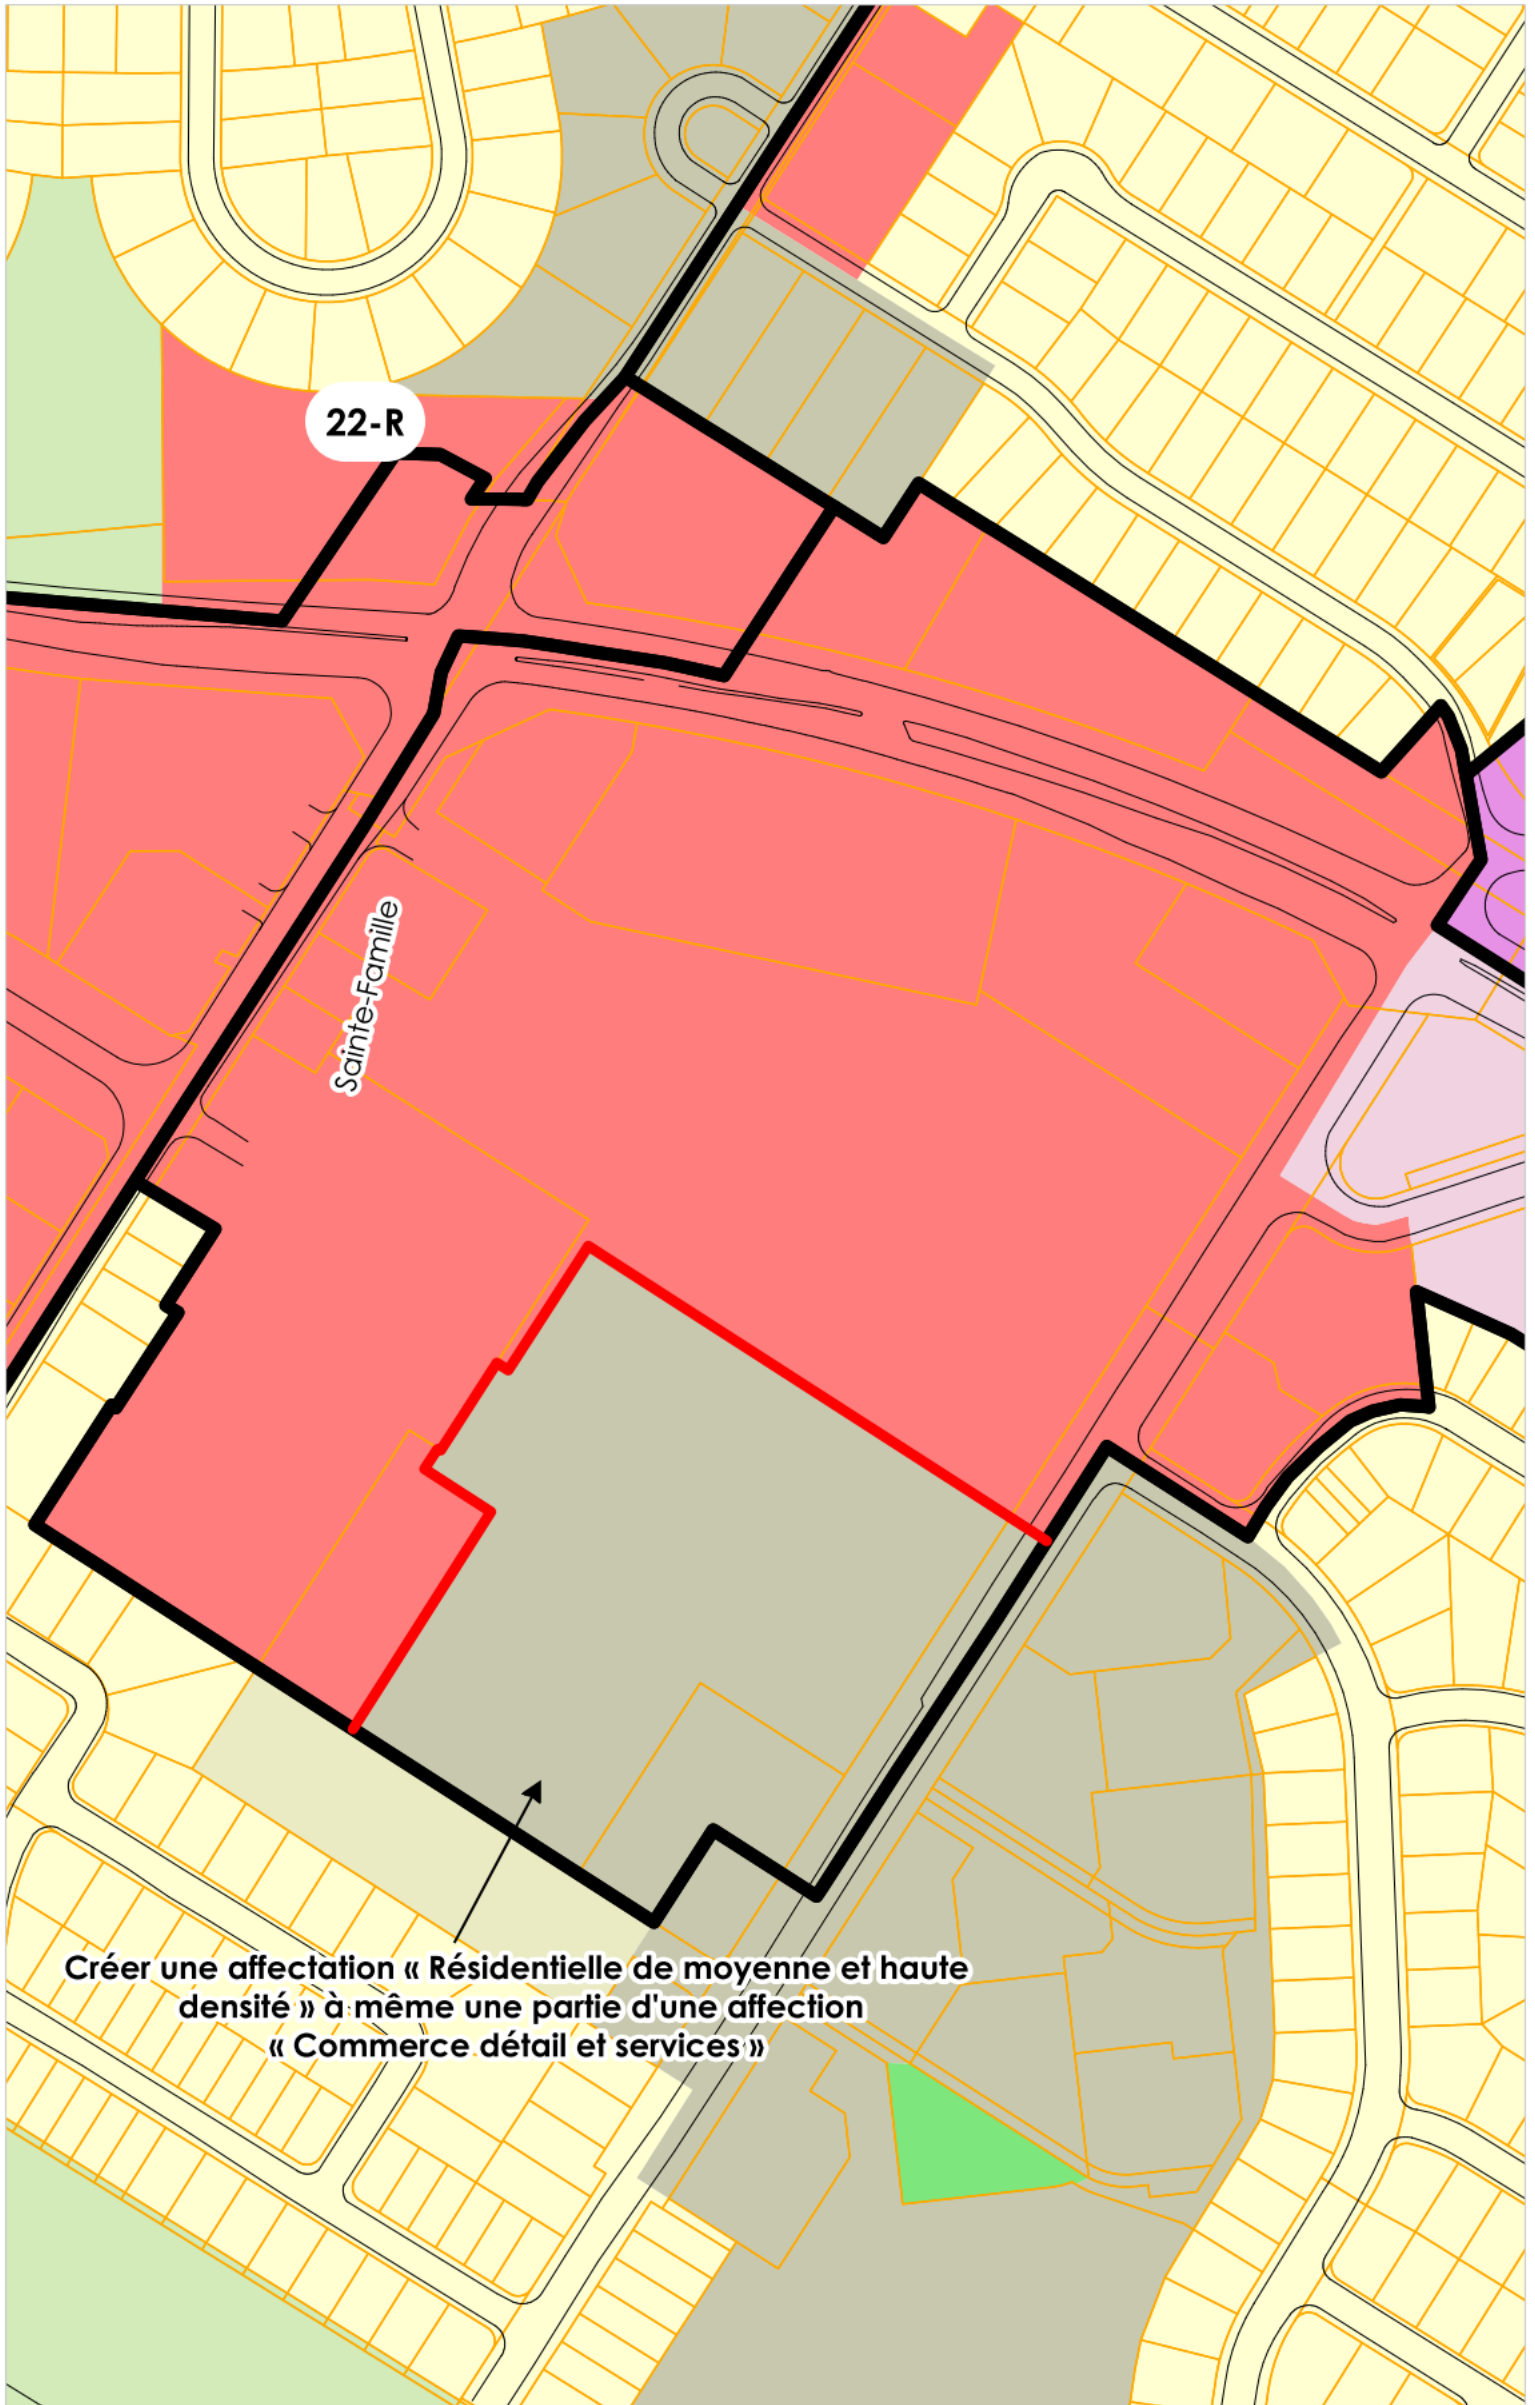 22-R
Sainte-Famille
Créer une affectation « Résidentielle de moyenne et haute
densité » à même une partie d'une affection
« Commerce détail et services »